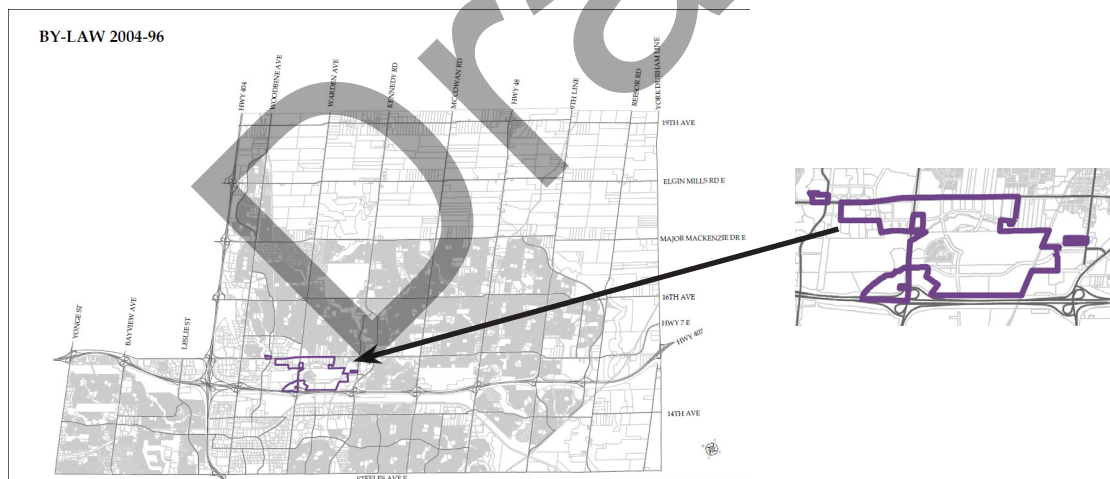 BY-LAW 2004-96
Dra
HWY 404
WOODBINE AVE
WARDEN AVE
KENNEDY RD
MCCOWAN RD
HWY 48
9TH LINE
REESOR RD
YORK DURHAM LINE
19TH AVE
ELGIN MILLS RD E
MAJOR MACKENZIE DR E
16TH AVE
YONGE ST
BAYVIEW AVE
LESLIE ST
HWY 7 E
HWY 407
14TH AVE
STEELES AVE E